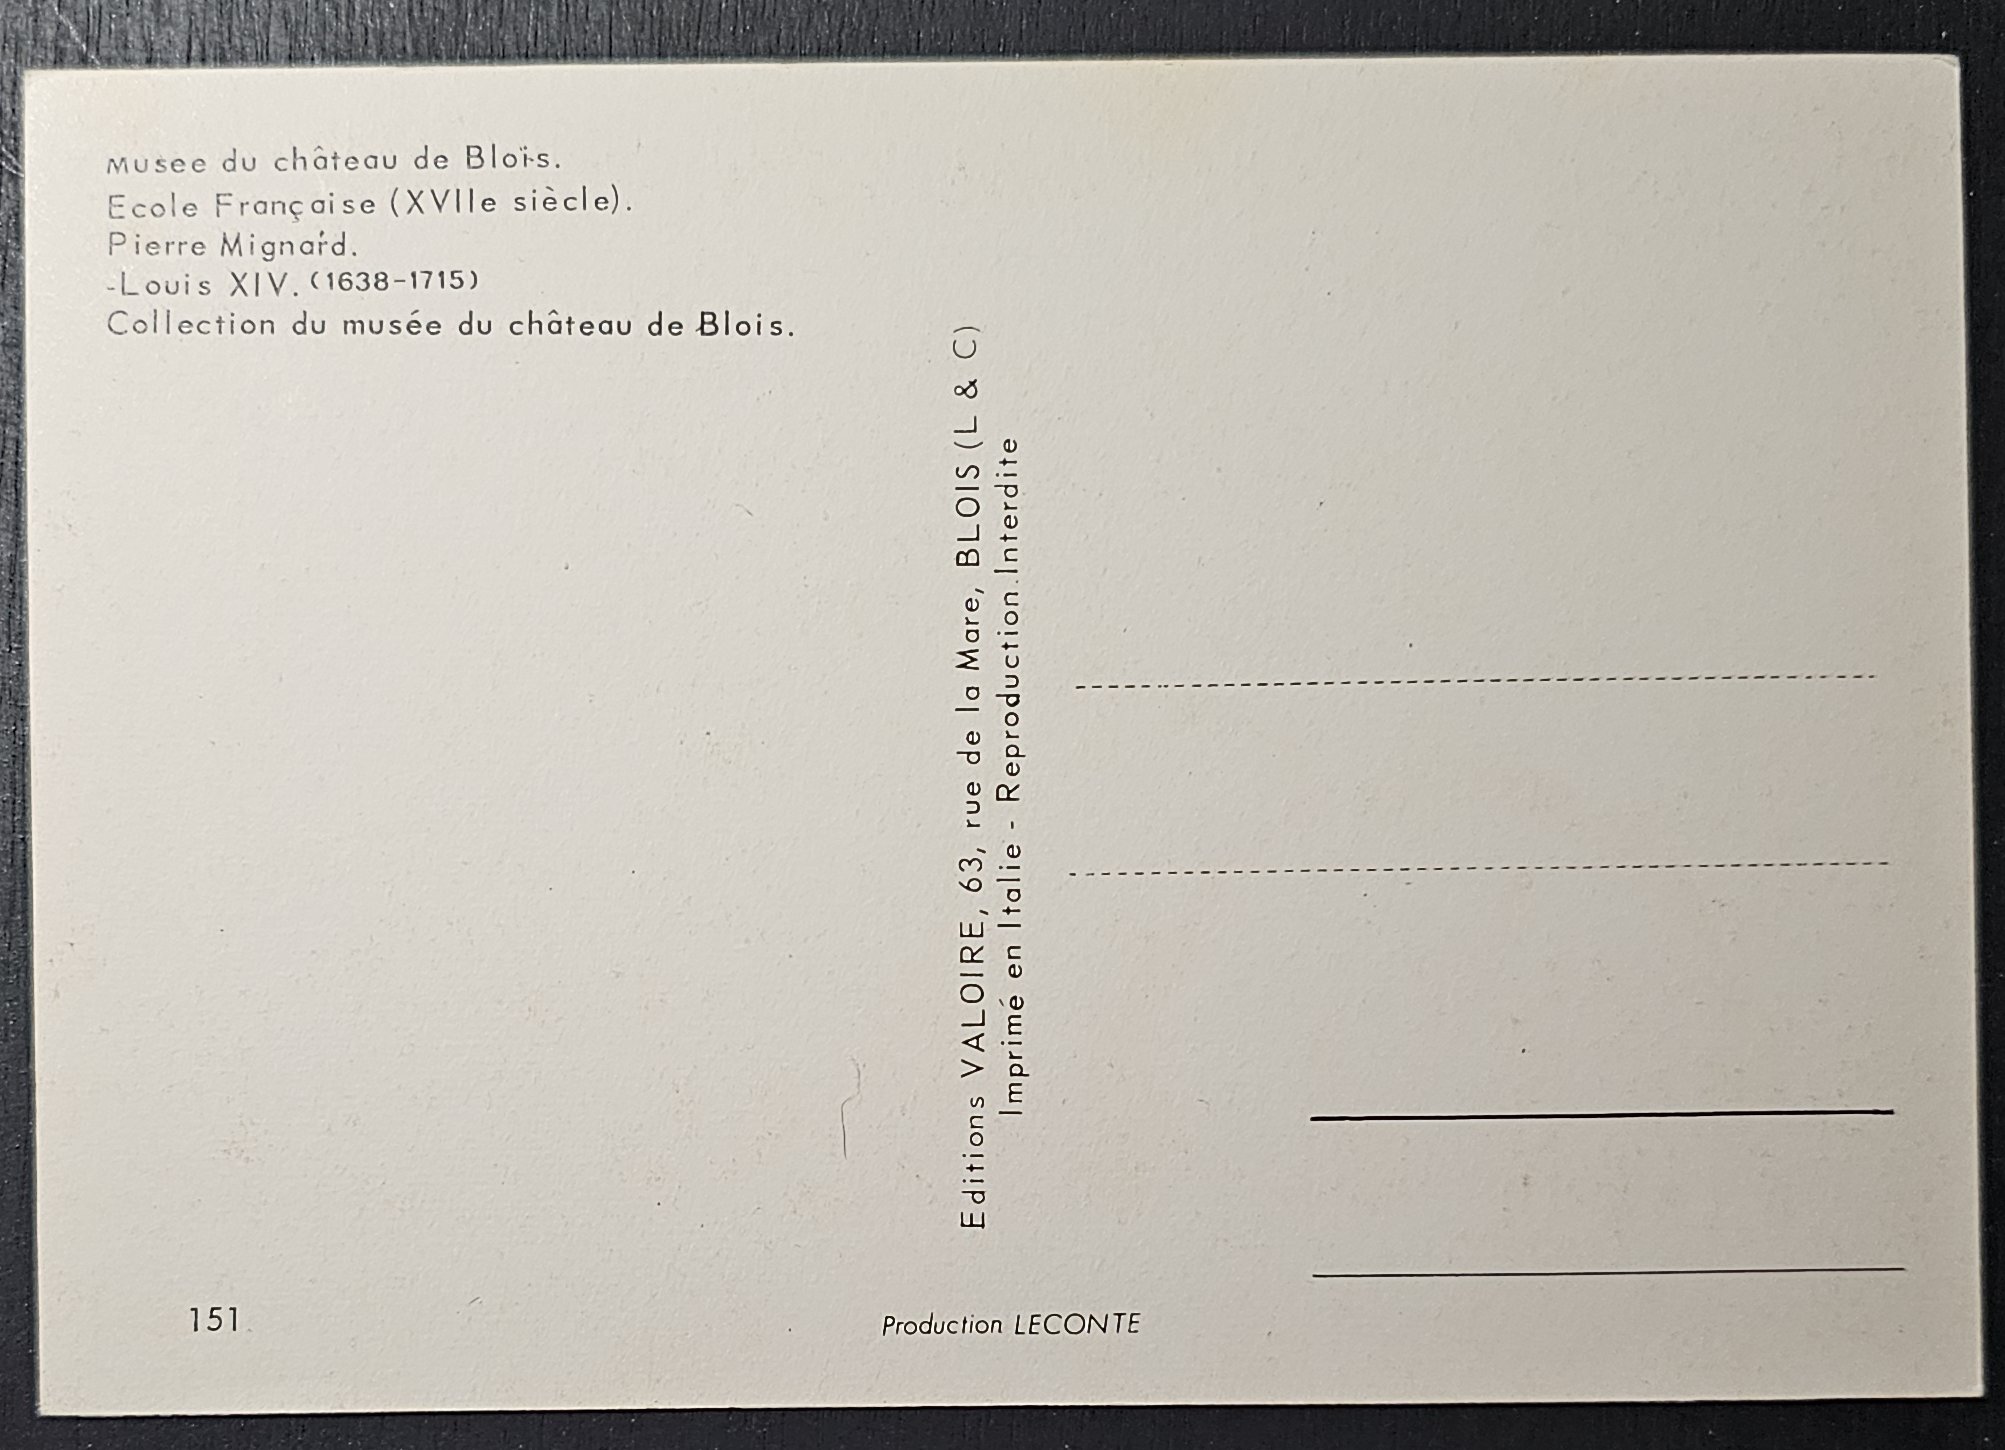 Musee du château de Blois.
Ecole Française (XVIIe siècle).
Pierre Mignard.
-Louis XIV. (1638-1715)
Collection du musée du château de Blois.
Editions VALOIRE, 63, rue de la Mare, BLOIS (L & C)
Imprimé en Italie - Reproduction Interdite
151
Production LECONTE